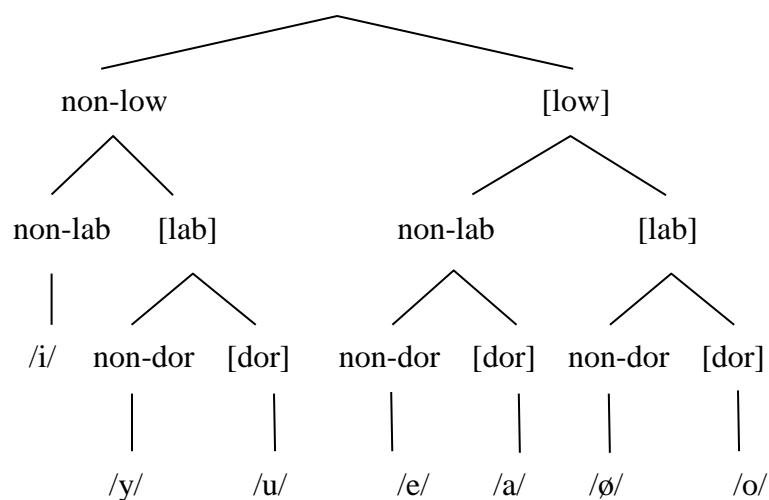 non-low [low]
non-lab [lab] non-lab [lab]
/i/ non-dor [dor] non-dor [dor] non-dor [dor]
/y/ /u/ /e/ /a/ /ø/ /o/